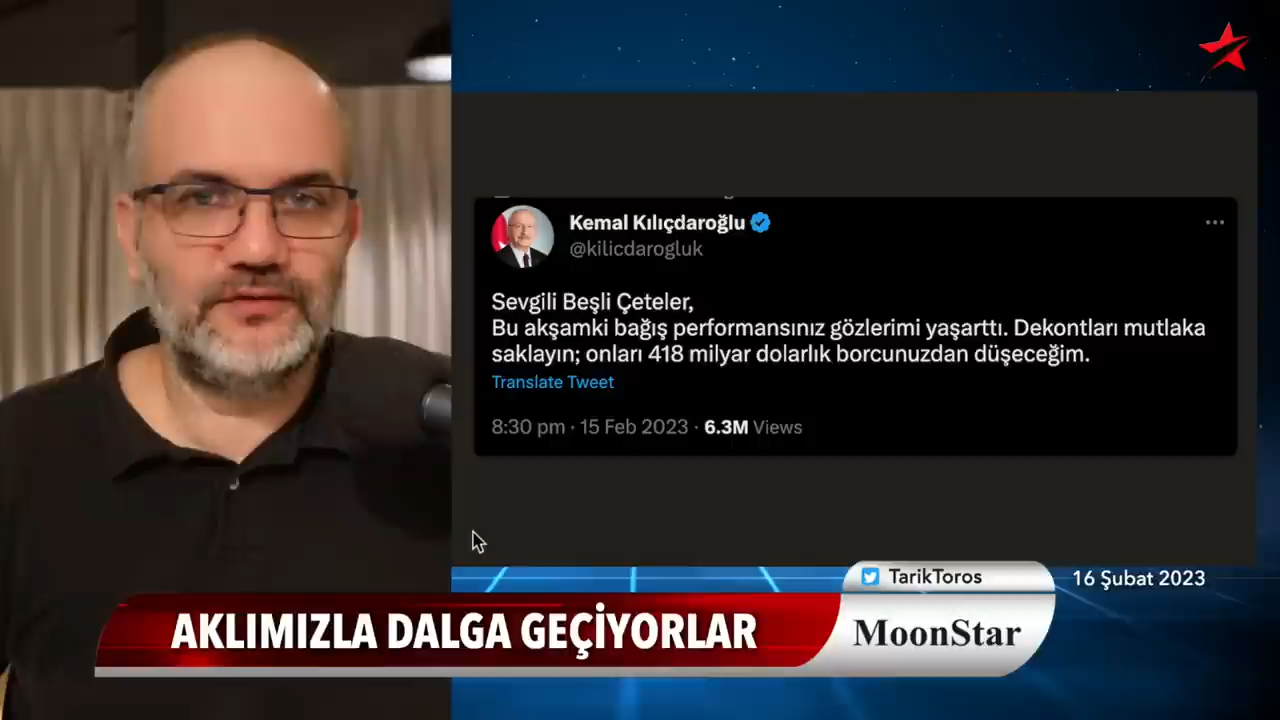 Kemal Kılıçdaroğlu
@kilicdarogluk
Sevgili Beşli Çeteler,
Bu akşamki bağış performansınız gözlerimi yaşarttı. Dekontları mutlaka
saklayın; onları 418 milyar dolarlık borcunuzdan düşeceğim.
Translate Tweet
8:30 pm · 15 Feb 2023 · 6.3M Views
TarikToros
16 Şubat 2023
AKLIMIZLA DALGA GEÇİYORLAR
MoonStar